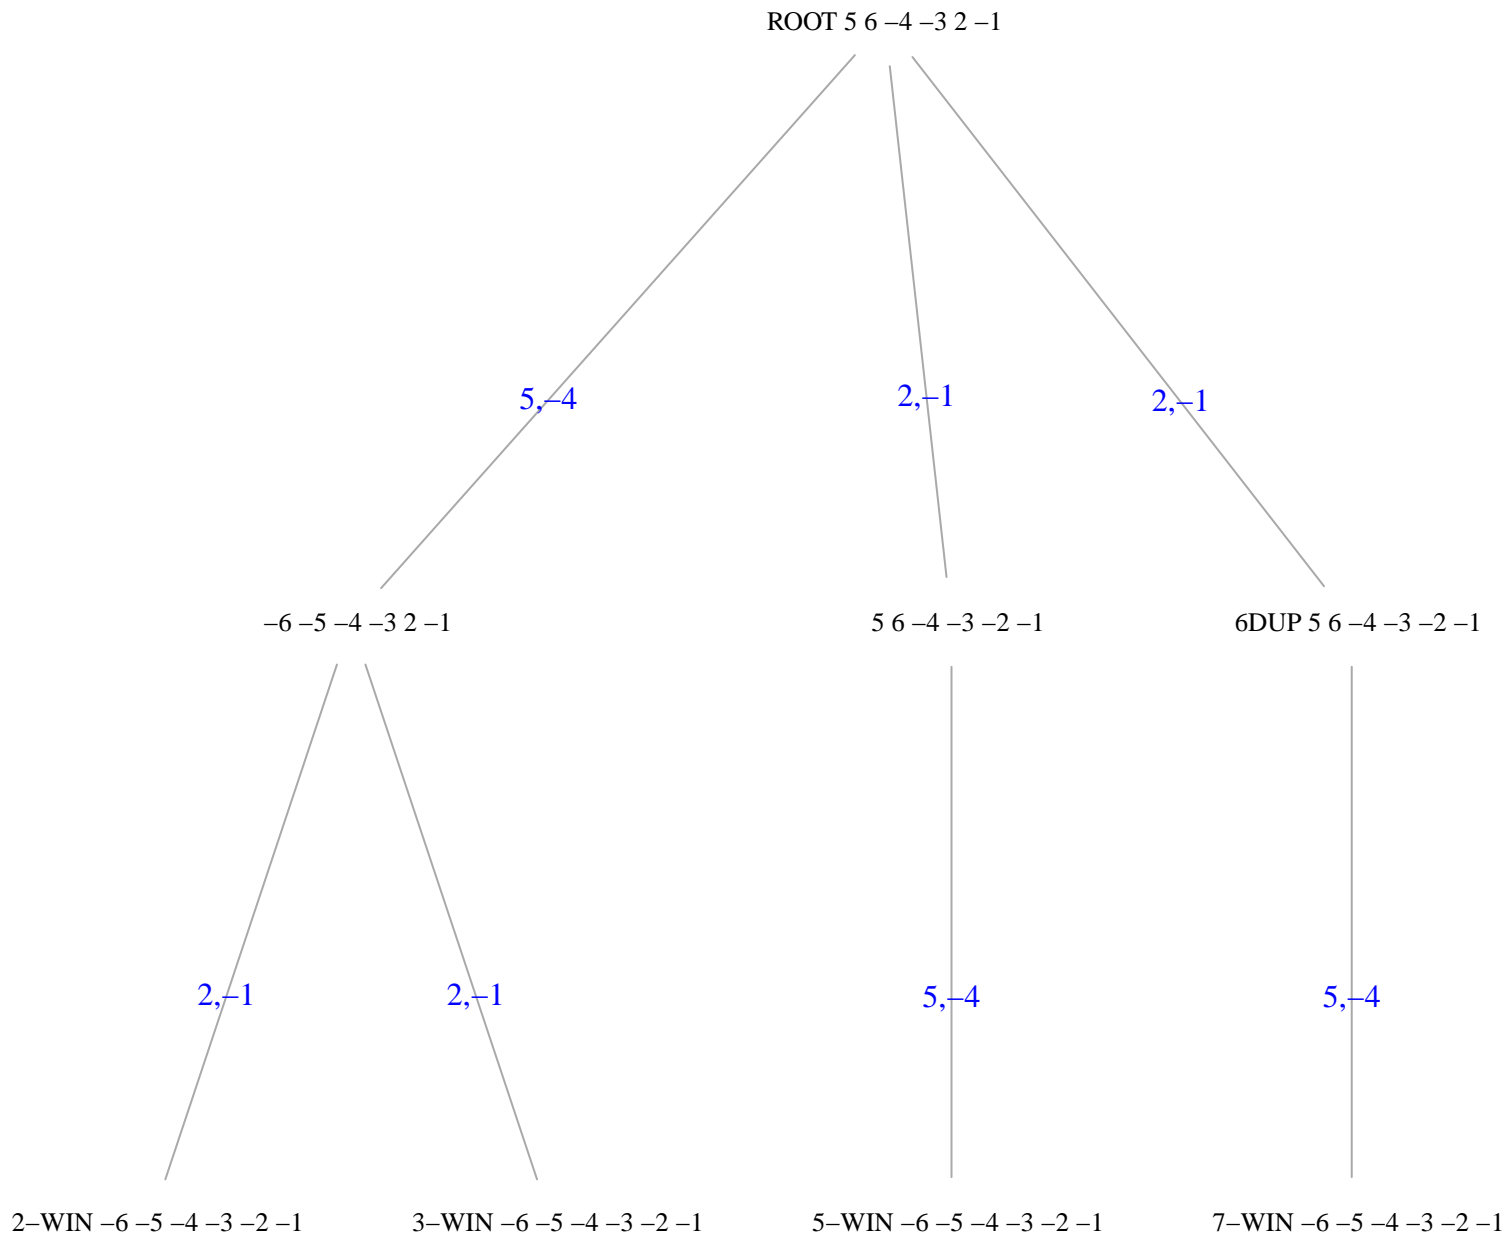 ROOT 5 6 –4 –3 2 –1
5,–4
2,–1
2,–1
–6 –5 –4 –3 2 –1
5 6 –4 –3 –2 –1
6DUP 5 6 –4 –3 –2 –1
2,–1
2,–1
5,–4
5,–4
2–WIN –6 –5 –4 –3 –2 –1
3–WIN –6 –5 –4 –3 –2 –1
5–WIN –6 –5 –4 –3 –2 –1
7–WIN –6 –5 –4 –3 –2 –1